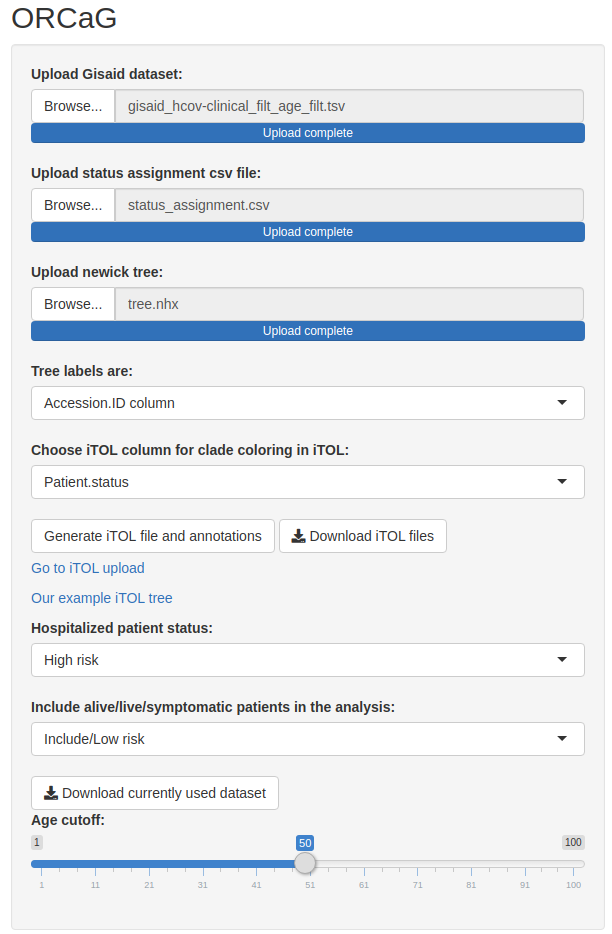 ORCaG
Upload Gisaid dataset:
Browse... gisaid_hcov-clinical_filt_age_filt.tsv
Upload complete
Upload status assignment csv file:
Browse... status_assignment.csv
Upload complete
Upload newick tree:
Browse... tree.nhx
Upload complete
Tree labels are:
Accession.ID column
Choose iTOL column for clade coloring in iTOL:
Patient.status
Generate iTOL file and annotations Download iTOL files
Go to iTOL upload
Our example iTOL tree
Hospitalized patient status:
High risk
Include alive/live/symptomatic patients in the analysis:
Include/Low risk
Download currently used dataset
Age cutoff:
1 50 100
1 11 21 31 41 51 61 71 81 91 100